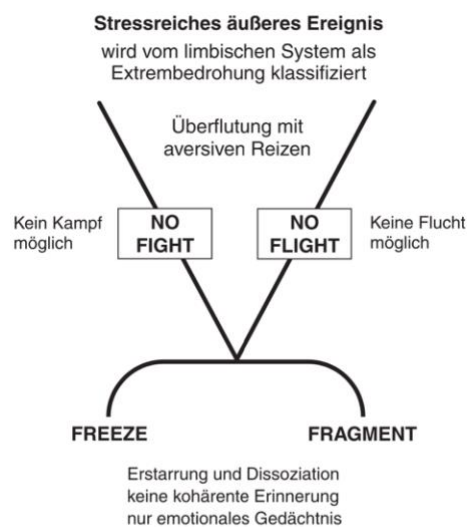 Stressreiches äußeres Ereignis
wird vom limbischen System als
Extrembedrohung klassifiziert
Überflutung mit
aversiven Reizen
Kein Kampf
möglich
NO
FIGHT
NO
FLIGHT
Keine Flucht
möglich
FREEZE
FRAGMENT
Erstarrung und Dissoziation
keine kohärente Erinnerung
nur emotionales Gedächtnis